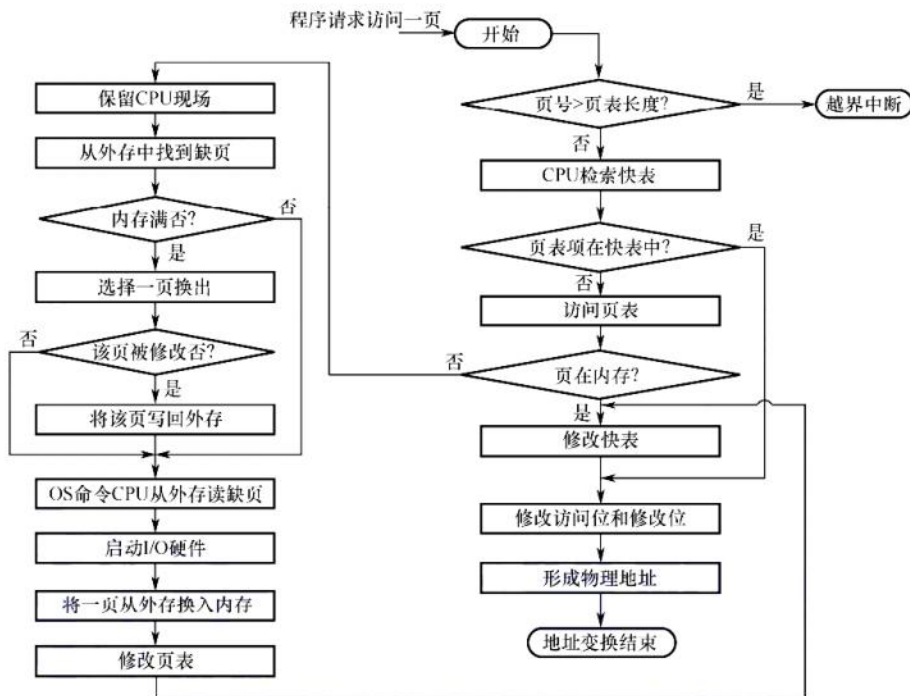 程序请求访问一页
开始
保留CPU现场
页号>页表长度?
是
越界中断
否
从外存中找到缺页
CPU检索快表
内存满否?
否
是
页表项在快表中?
是
否
选择一页换出
访问页表
否
该页被修改否?
是
否
页在内存?
是
将该页写回外存
修改快表
OS命令CPU从外存读缺页
修改访问位和修改位
启动I/O硬件
形成物理地址
将一页从外存换入内存
地址变换结束
修改页表